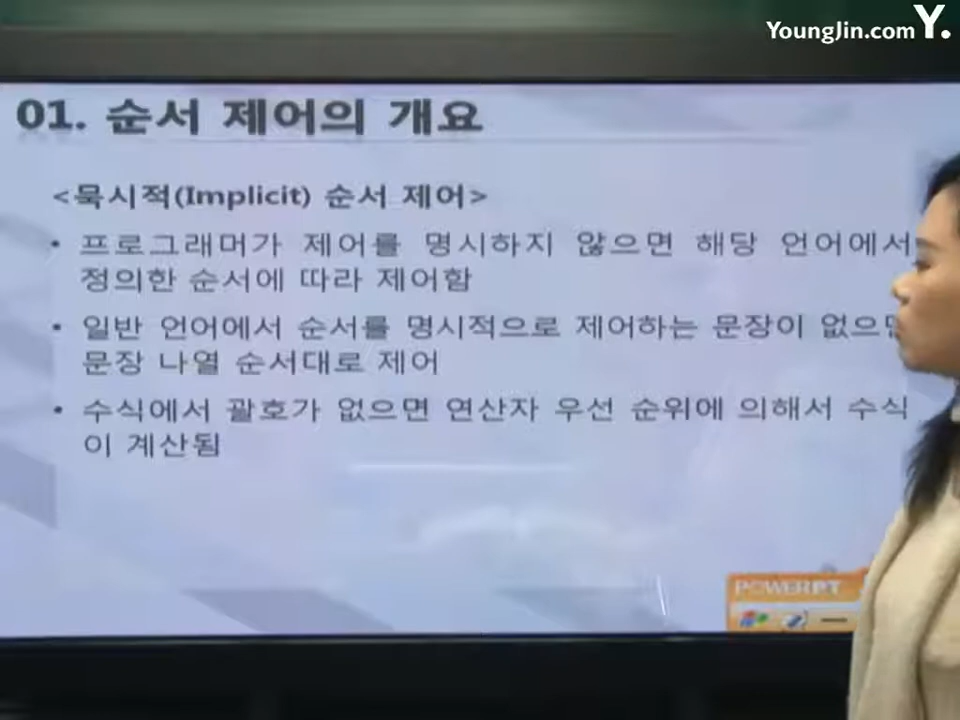 YoungJin.com Y.
01. 순서 제어의 개요
<묵시적(Implicit) 순서 제어>
• 프로그래머가 제어를 명시하지 않으면 해당 언어에서
정의한 순서에 따라 제어함
• 일반 언어에서 순서를 명시적으로 제어하는 문장이 없으면
문장 나열 순서대로 제어
• 수식에서 괄호가 없으면 연산자 우선 순위에 의해서 수식
이 계산됨
POWERPT